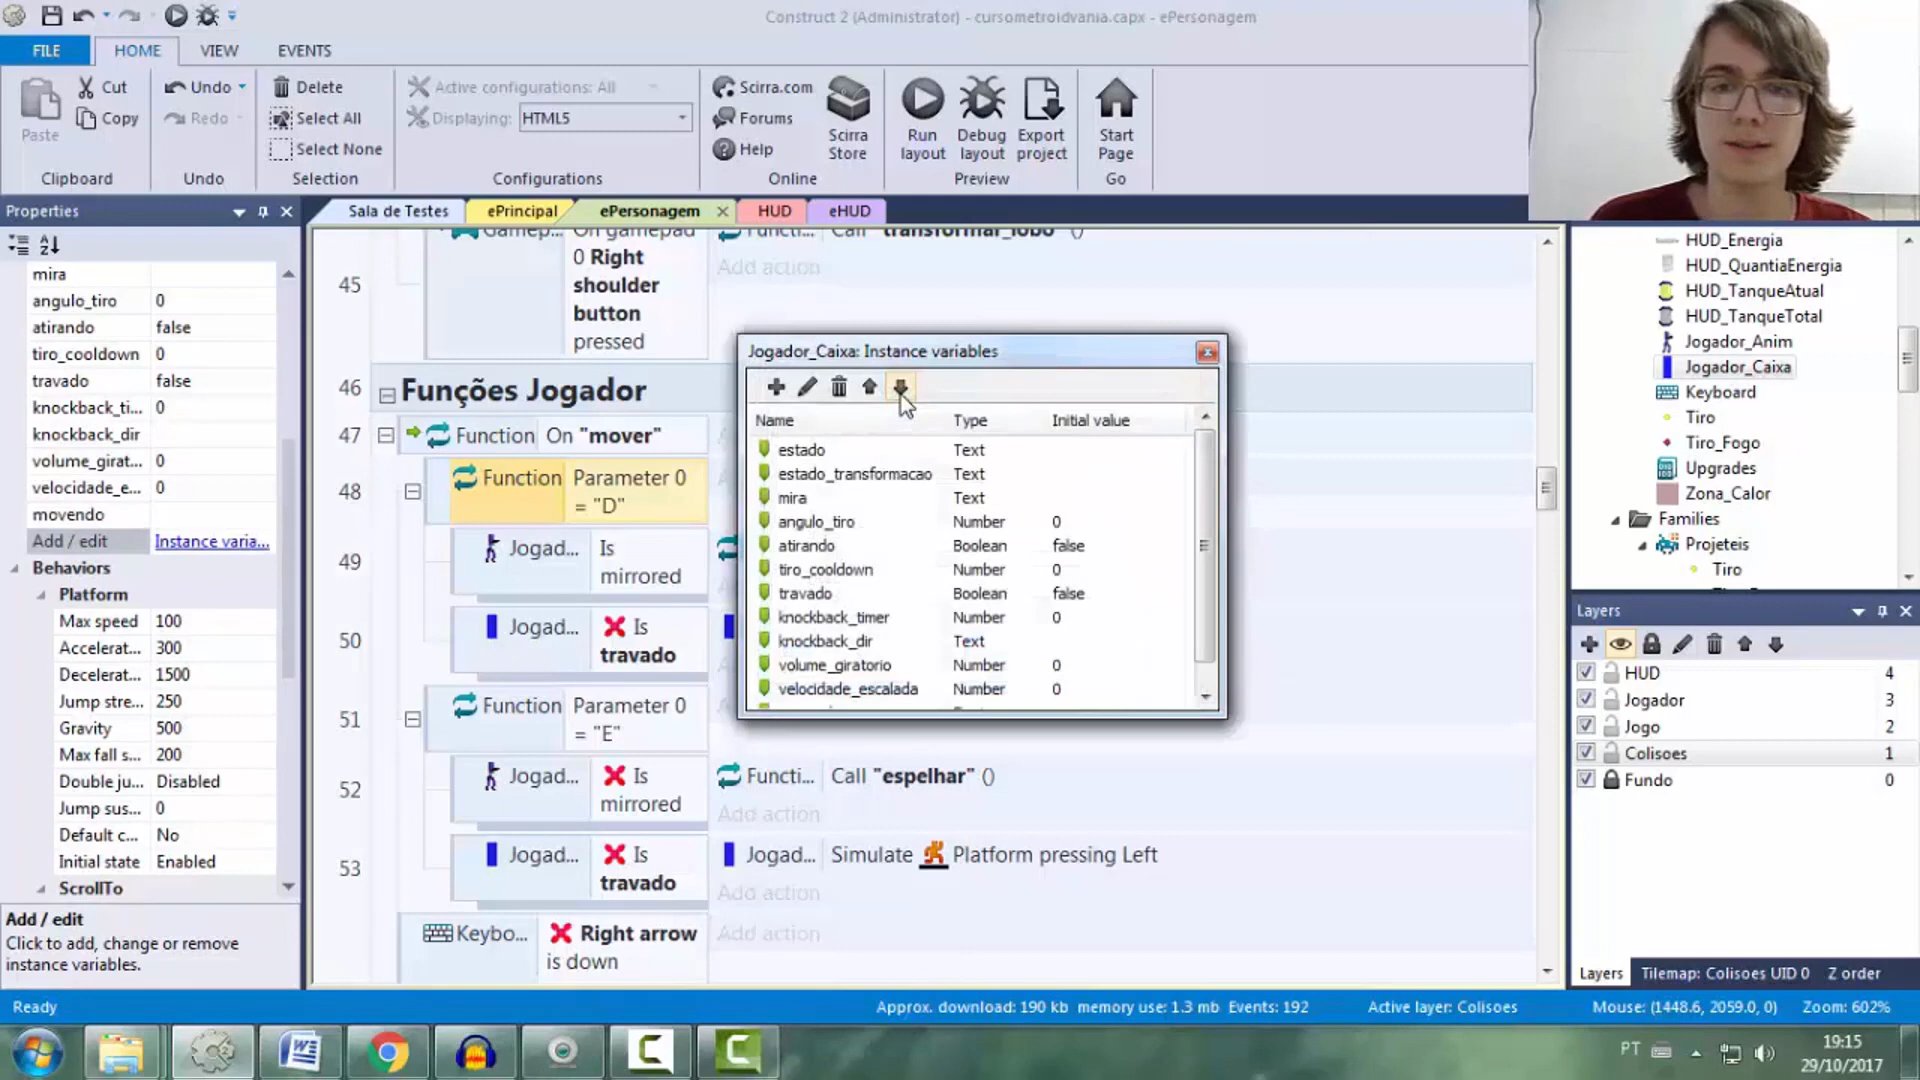 Construct 2 (Administrator) - cursometroidvania.capx - ePersonagem
FILE HOME VIEW EVENTS
Paste
Cut
Copy
Clipboard
Undo
Redo
Undo
Delete
Select All
Select None
Selection
Active configurations: All
Displaying: HTML5
Configurations
Scirra.com
Forums
Help
Scirra Store
Online
Run layout
Debug layout
Export project
Preview
Start Page
Go
Properties
mira
angulo_tiro 0
atirando false
tiro_cooldown 0
travado false
knockback_ti... 0
knockback_dir
volume_girat... 0
velocidade_e... 0
movendo
Add / edit Instance varia...
Behaviors
Platform
Max speed 100
Accelerat... 300
Decelerat... 1500
Jump stre... 250
Gravity 500
Max fall s... 200
Double ju... Disabled
Jump sus... 0
Default c... No
Initial state Enabled
ScrollTo
Add / edit
Click to add, change or remove
instance variables.
Sala de Testes ePrincipal ePersonagem HUD eHUD
45 Gamep... On gamepad
0 Right
shoulder
button
pressed
Functi... Call "transformar_lobo" ()
Add action
46 Funções Jogador
47 Function On "mover"
48 Function Parameter 0
= "D"
49 Jogad... Is
mirrored
50 Jogad... Is
travado
51 Function Parameter 0
= "E"
52 Jogad... Is
mirrored
Functi... Call "espelhar" ()
Add action
53 Jogad... Is
travado
Jogad... Simulate Platform pressing Left
Add action
Keybo... Right arrow
is down
Add action
Jogador_Caixa: Instance variables
Name Type Initial value
estado Text
estado_transformacao Text
mira Text
angulo_tiro Number 0
atirando Boolean false
tiro_cooldown Number 0
travado Boolean false
knockback_timer Number 0
knockback_dir Text
volume_giratorio Number 0
velocidade_escalada Number 0
HUD_Energia
HUD_QuantiaEnergia
HUD_TanqueAtual
HUD_TanqueTotal
Jogador_Anim
Jogador_Caixa
Keyboard
Tiro
Tiro_Fogo
Upgrades
Zona_Calor
Families
Projeteis
Tiro
Layers
HUD 4
Jogador 3
Jogo 2
Colisoes 1
Fundo 0
Layers Tilemap: Colisoes UID 0 Z order
Ready
Approx. download: 190 kb memory use: 1.3 mb Events: 192 Active layer: Colisoes Mouse: (1448.6, 2059.0, 0) Zoom: 602%
PT
19:15
29/10/2017